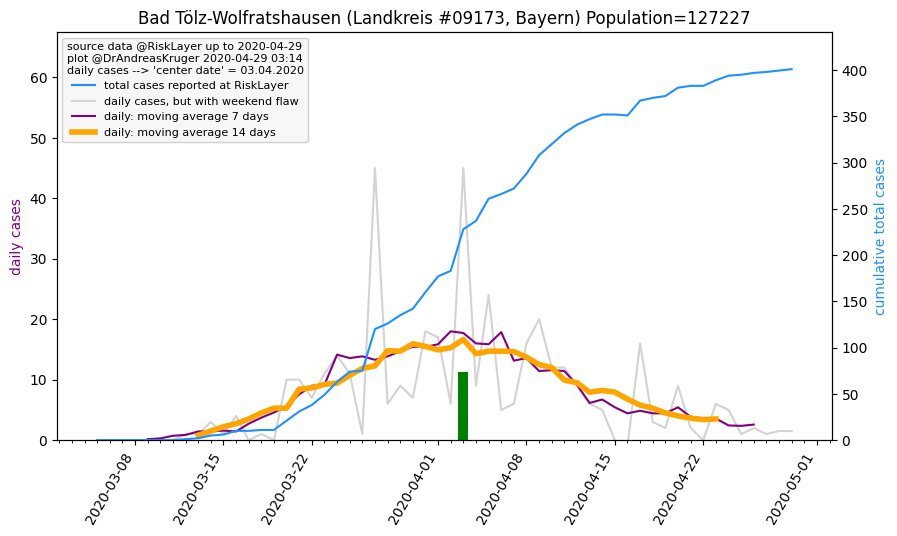 Bad Tölz-Wolfratshausen (Landkreis #09173, Bayern) Population=127227
source data @RiskLayer up to 2020-04-29
plot @DrAndreasKruger 2020-04-29 03:14
daily cases --> 'center date' = 03.04.2020
total cases reported at RiskLayer
daily cases, but with weekend flaw
daily: moving average 7 days
daily: moving average 14 days
daily cases
60
50
40
30
20
10
0
cumulative total cases
400
350
300
250
200
150
100
50
0
2020-03-08
2020-03-15
2020-03-22
2020-04-01
2020-04-08
2020-04-15
2020-04-22
2020-05-01